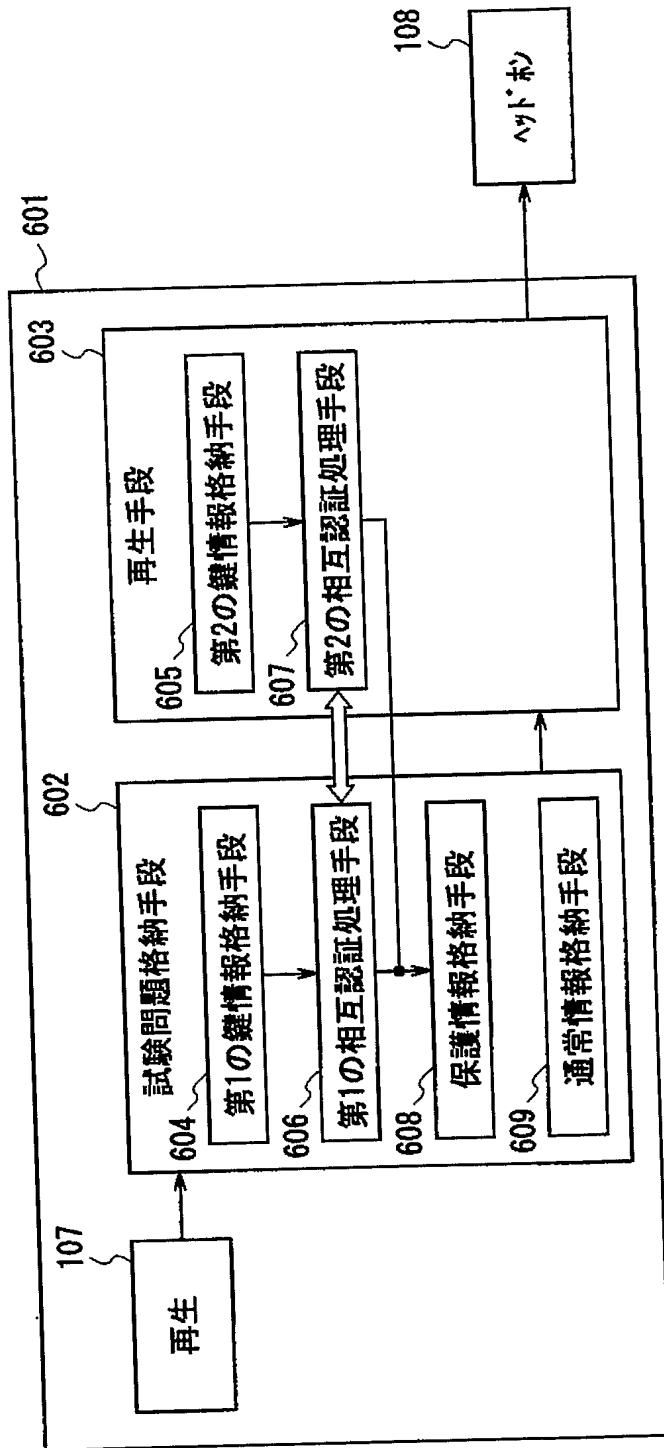 601
107
再生
602
試験問題格納手段
604
第1の鍵情報格納手段
606
第1の相互認証処理手段
608
保護情報格納手段
609
通常情報格納手段
603
再生手段
605
第2の鍵情報格納手段
607
第2の相互認証処理手段
108
ヘッドホン